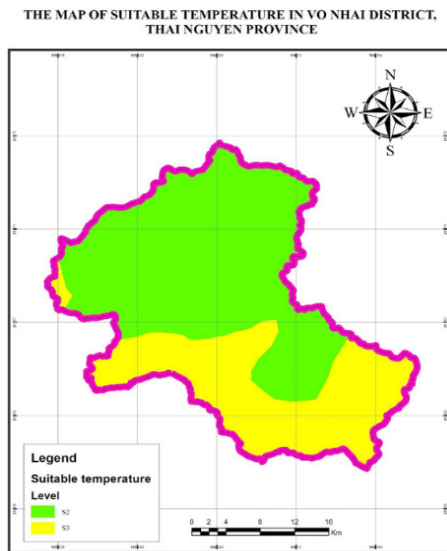 THE MAP OF SUITABLE TEMPERATURE IN VO NHAI DISTRICT,
THAI NGUYEN PROVINCE
N
W E
S
Legend
Suitable temperature
Level
S2
S3
0 2 4 8 12 16
Km